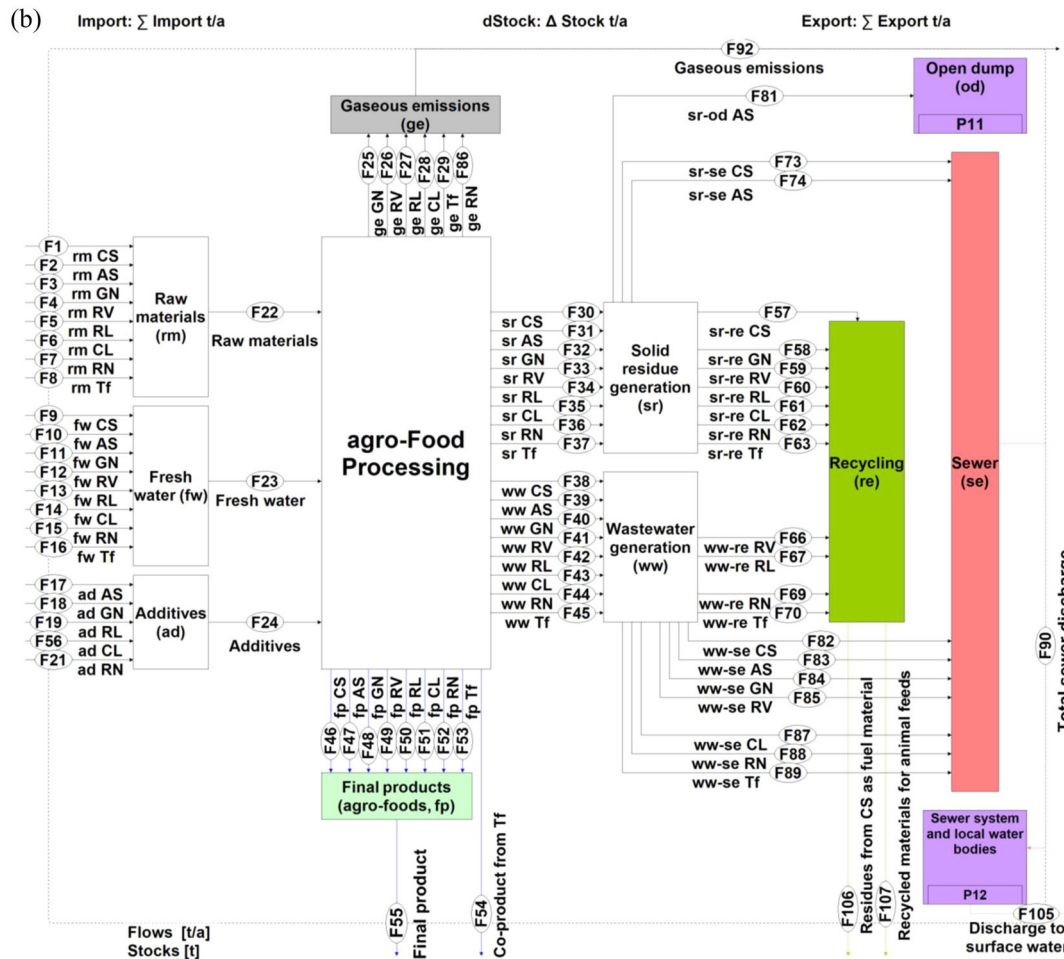 (b)
Import: ∑ Import t/a
dStock: Δ Stock t/a
Export: ∑ Export t/a
F92
Gaseous emissions
Open dump
(od)
P11
F81
sr-od AS
Gaseous emissions
(ge)
F25
F26
F27
F28
F29
F86
ge GN
ge RV
ge RL
ge CL
ge Tf
ge RN
F73
sr-se CS
F74
sr-se AS
F1
rm CS
F2
rm AS
F3
rm GN
F4
rm RV
F5
rm RL
F6
rm CL
F7
rm RN
F8
rm Tf
Raw
materials
(rm)
F22
Raw materials
F9
fw CS
F10
fw AS
F11
fw GN
F12
fw RV
F13
fw RL
F14
fw CL
F15
fw RN
F16
fw Tf
Fresh
water (fw)
F23
Fresh water
F17
ad AS
F18
ad GN
F19
ad RL
F56
ad CL
F21
ad RN
Additives
(ad)
F24
Additives
agro-Food
Processing
F30
sr CS
F31
sr AS
F32
sr GN
F33
sr RV
F34
sr RL
F35
sr CL
F36
sr RN
F37
sr Tf
Solid
residue
generation
(sr)
F57
sr-re CS
F58
sr-re GN
F59
sr-re RV
F60
sr-re RL
F61
sr-re CL
F62
sr-re RN
F63
sr-re Tf
Recycling
(re)
Sewer
(se)
F38
ww CS
F39
ww AS
F40
ww GN
F41
ww RV
F42
ww RL
F43
ww CL
F44
ww RN
F45
ww Tf
Wastewater
generation
(ww)
F66
ww-re RV
F67
ww-re RL
F69
ww-re RN
F70
ww-re Tf
F82
ww-se CS
F83
ww-se AS
F84
ww-se GN
F85
ww-se RV
F87
ww-se CL
F88
ww-se RN
F89
ww-se Tf
F90
Total sewer discharge
fp CS
fp AS
fp GN
fp RV
fp RL
fp CL
fp RN
fp Tf
F46
F47
F48
F49
F50
F51
F52
F53
Final products
(agro-foods, fp)
F55
Final product
F54
Co-product from Tf
F106
Residues from CS as fuel material
F107
Recycled materials for animal feeds
Sewer system
and local water
bodies
P12
F105
Discharge to
surface water
Flows [t/a]
Stocks [t]